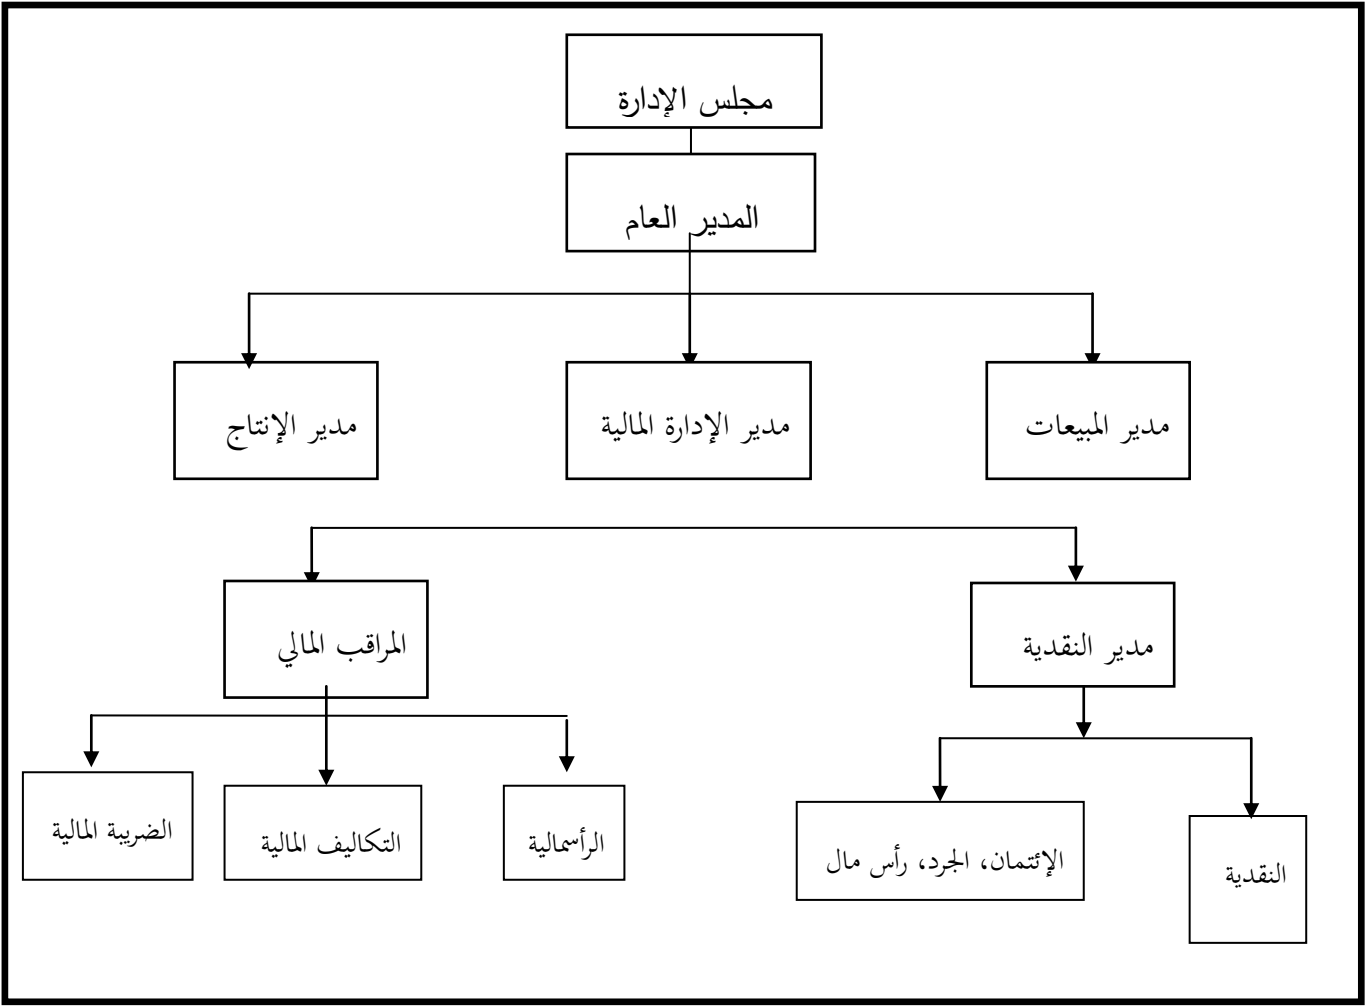 مجلس الإدارة
المدير العام
مدير المبيعات
مدير الإدارة المالية
مدير الإنتاج
مدير النقدية
المراقب المالي
النقدية
الإئتمان، الجرد، رأس مال
الرأسمالية
التكاليف المالية
الضريبة المالية